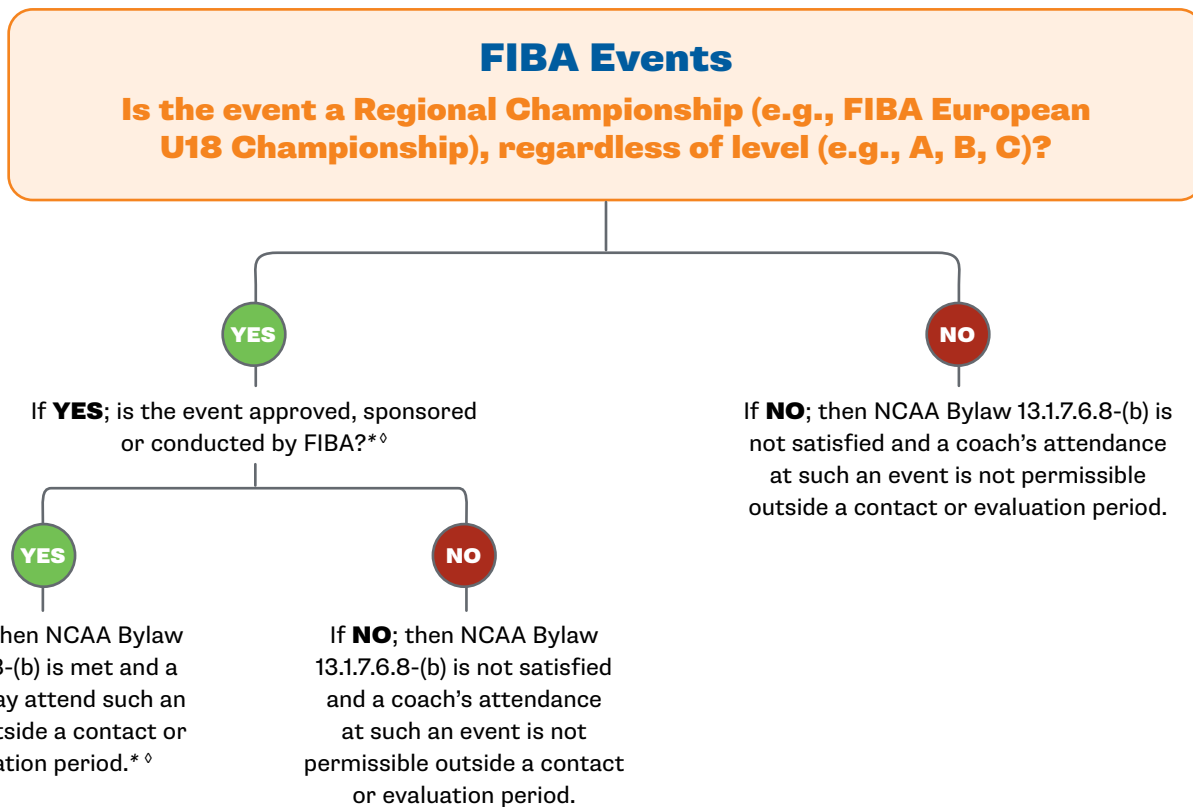 FIBA Events
Is the event a Regional Championship (e.g., FIBA European
U18 Championship), regardless of level (e.g., A, B, C)?
YES
NO
If YES; is the event approved, sponsored
or conducted by FIBA?*◊
If NO; then NCAA Bylaw 13.1.7.6.8-(b) is
not satisfied and a coach’s attendance
at such an event is not permissible
outside a contact or evaluation period.
YES
NO
then NCAA Bylaw
-(b) is met and a
attend such an
a contact or
period.*◊
If NO; then NCAA Bylaw
13.1.7.6.8-(b) is not satisfied
and a coach’s attendance
at such an event is not
permissible outside a contact
or evaluation period.